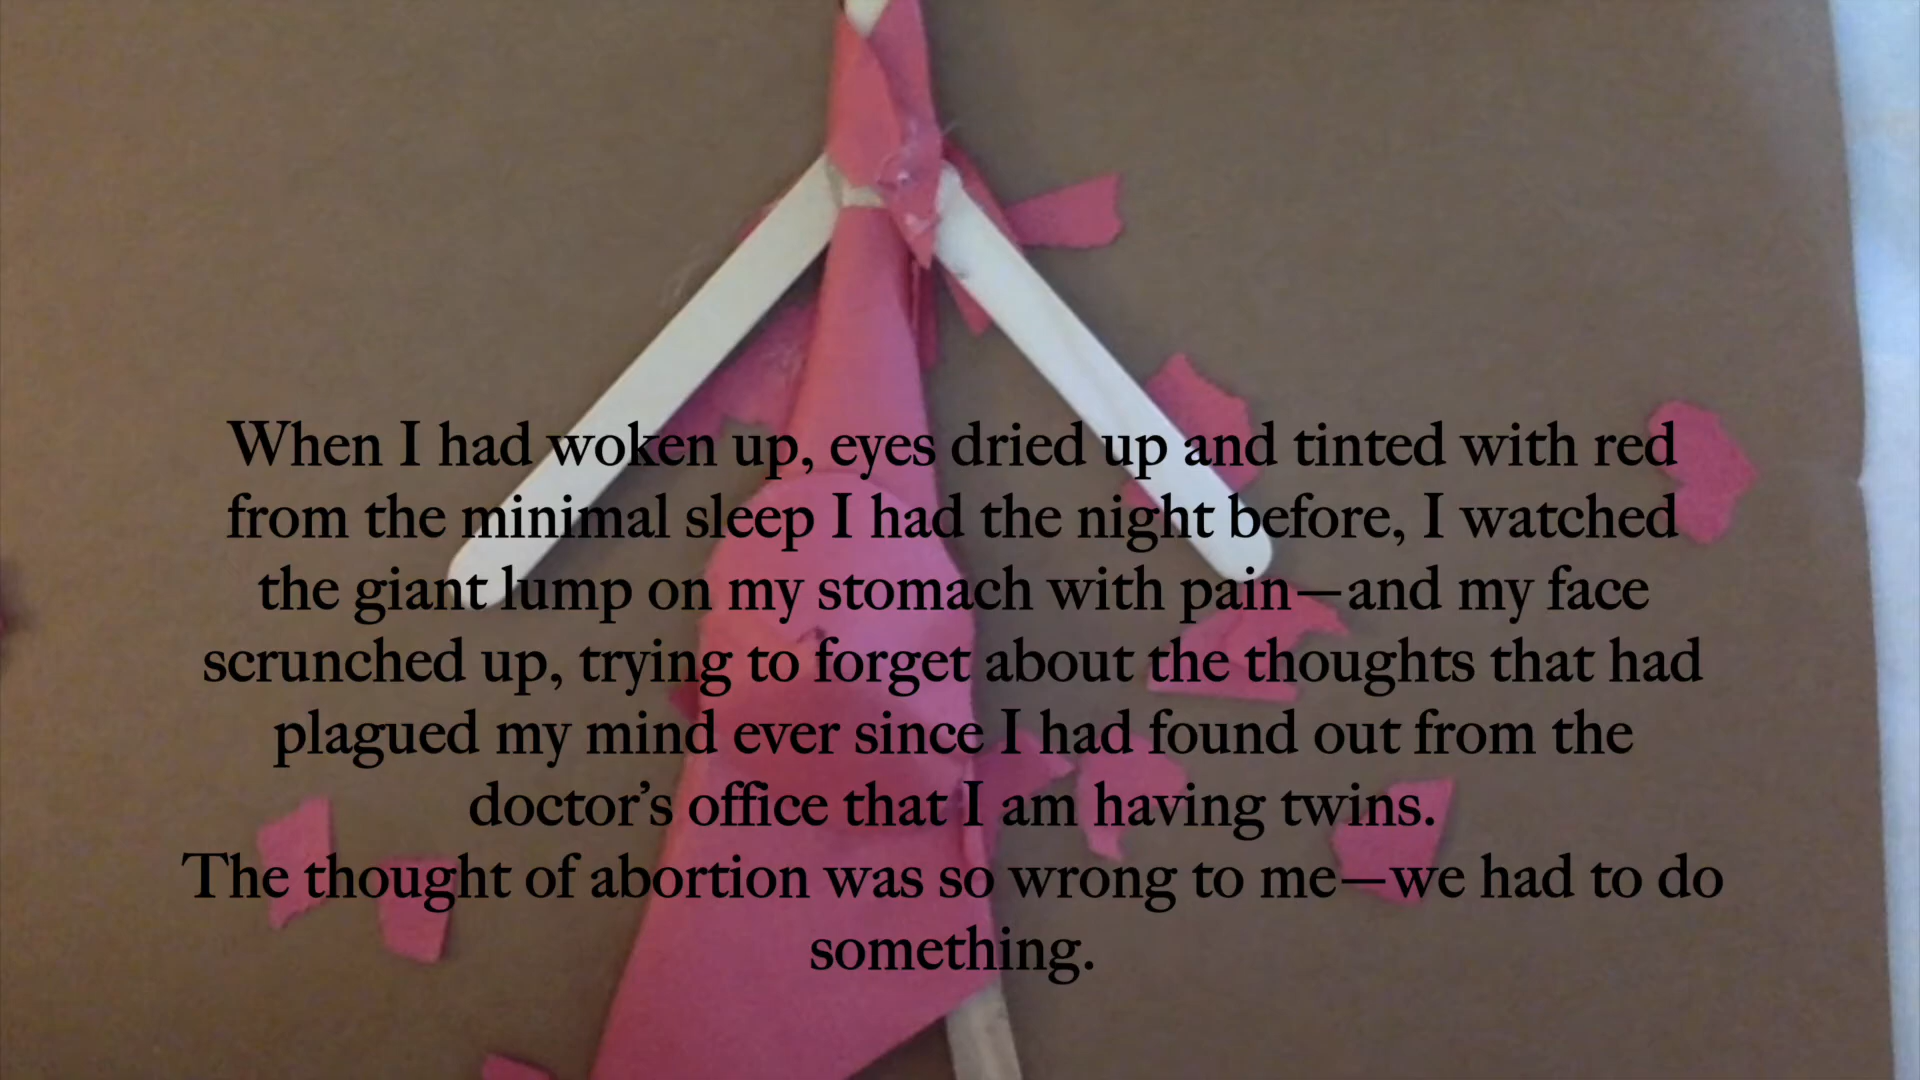 When I had woken up, eyes dried up and tinted with red
from the minimal sleep I had the night before, I watched
the giant lump on my stomach with pain—and my face
scrunched up, trying to forget about the thoughts that had
plagued my mind ever since I had found out from the
doctor’s office that I am having twins.
The thought of abortion was so wrong to me—we had to do
something.